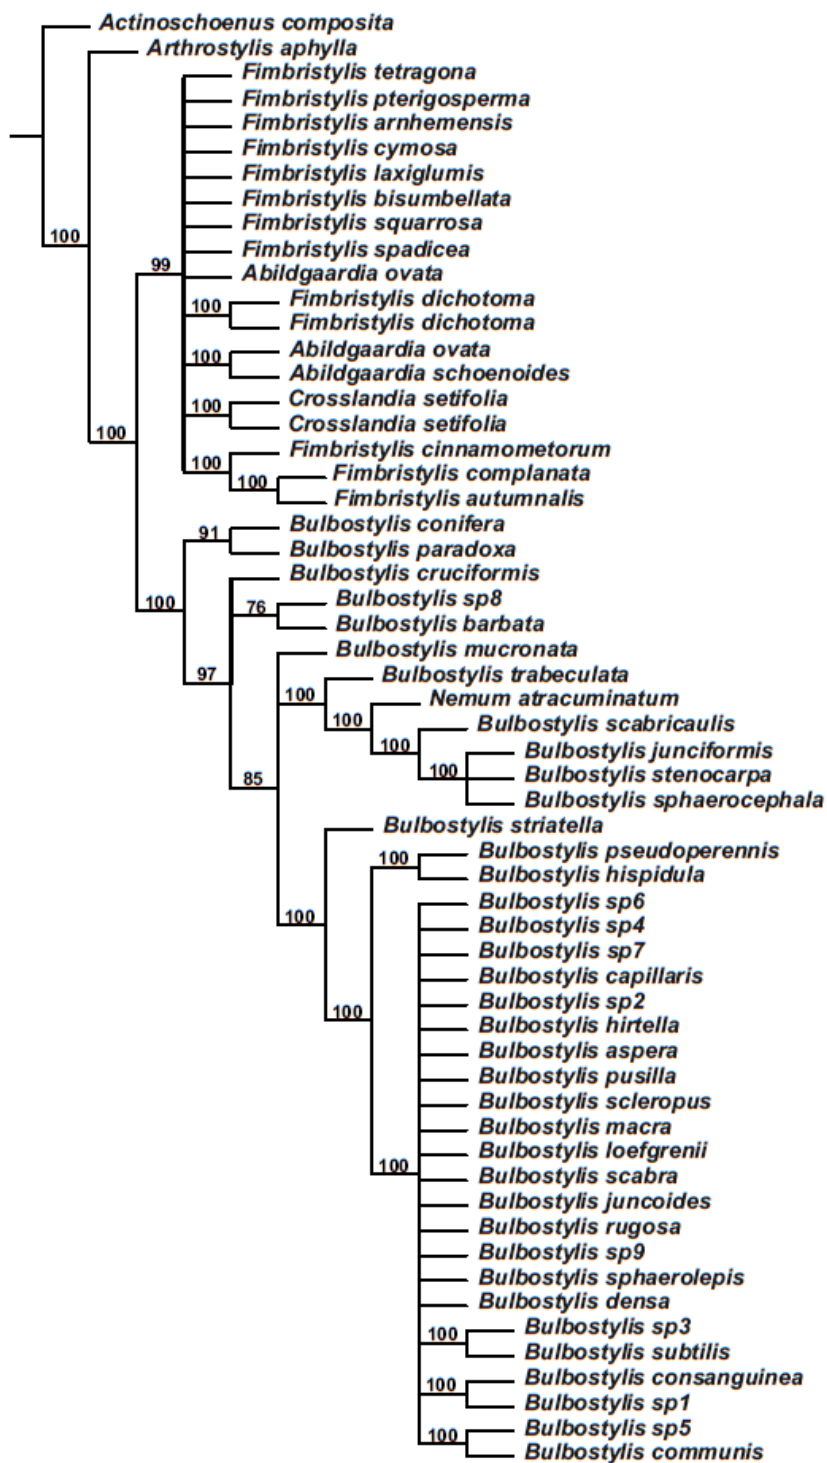 Actinoschoenus composita
Arthrostylis aphylla
Fimbristylis tetragona
Fimbristylis pterigosperma
Fimbristylis arnhemensis
Fimbristylis cymosa
Fimbristylis laxiglumis
Fimbristylis bisumbellata
Fimbristylis squarrosa
100
Fimbristylis spadicea
99
Abildgaardia ovata
Fimbristylis dichotoma
100
Fimbristylis dichotoma
Abildgaardia ovata
100
Abildgaardia schoenoides
Crosslandia setifolia
100
Crosslandia setifolia
100
Fimbristylis cinnamometorum
100
Fimbristylis complanata
100
Fimbristylis autumnalis
Bulbostylis conifera
91
Bulbostylis paradoxa
Bulbostylis cruciformis
100
76
Bulbostylis sp8
Bulbostylis barbata
Bulbostylis mucronata
97
Bulbostylis trabeculata
100
Nemum atracuminatum
100
Bulbostylis scabricaulis
100
Bulbostylis junciformis
85
100
Bulbostylis stenocarpa
Bulbostylis sphaerocephala
Bulbostylis striatella
100
Bulbostylis pseudoperennis
Bulbostylis hispidula
Bulbostylis sp6
100
Bulbostylis sp4
Bulbostylis sp7
Bulbostylis capillaris
Bulbostylis sp2
100
Bulbostylis hirtella
Bulbostylis aspera
Bulbostylis pusilla
Bulbostylis scleropus
Bulbostylis macra
Bulbostylis loefgrenii
100
Bulbostylis scabra
Bulbostylis juncoides
Bulbostylis rugosa
Bulbostylis sp9
Bulbostylis sphaerolepis
Bulbostylis densa
Bulbostylis sp3
100
Bulbostylis subtilis
Bulbostylis consanguinea
100
Bulbostylis sp1
Bulbostylis sp5
100
Bulbostylis communis